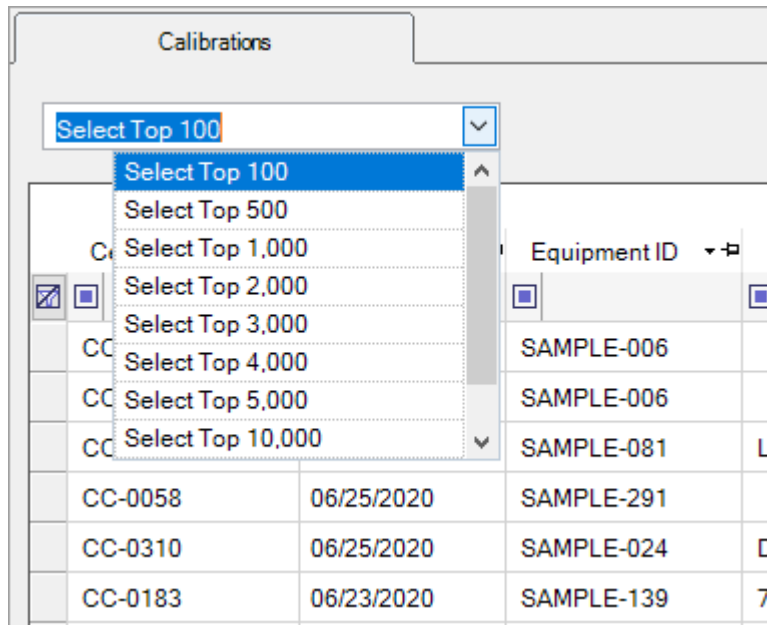 Calibrations
Select Top 100
Select Top 100
Select Top 500
Select Top 1,000
Select Top 2,000
Select Top 3,000
Select Top 4,000
Select Top 5,000
Select Top 10,000
Equipment ID
SAMPLE-006
SAMPLE-006
SAMPLE-081
CC-0058 06/25/2020 SAMPLE-291
CC-0310 06/25/2020 SAMPLE-024
CC-0183 06/23/2020 SAMPLE-139 7